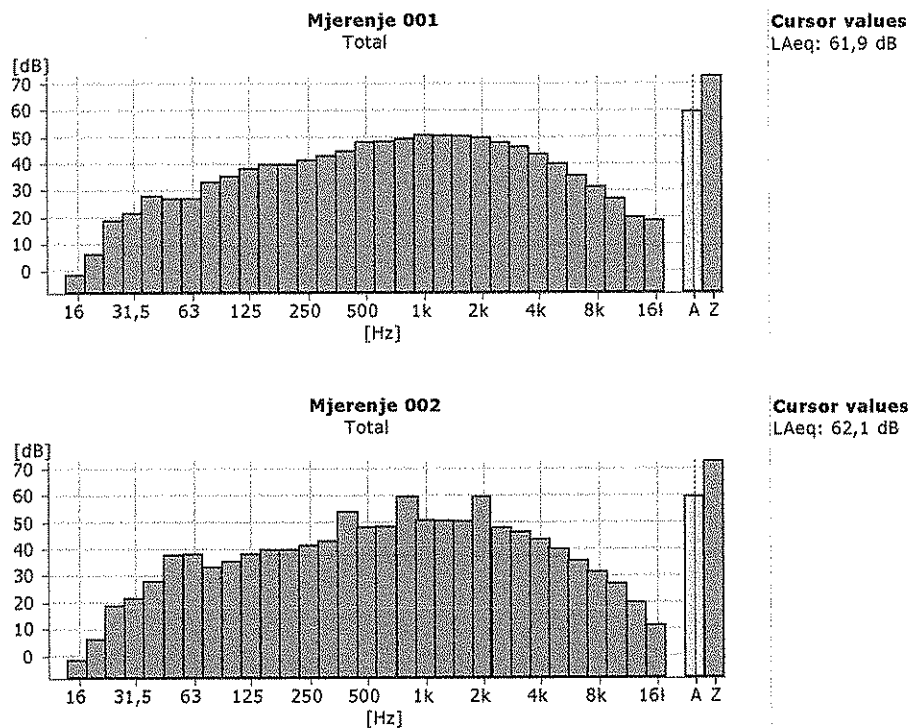 Mjerenje 001
Total
Cursor values
LAeq: 61,9 dB
[dB]
70
60
50
40
30
20
10
0
16 31,5 63 125 250 500 1k 2k 4k 8k 16l A Z
[Hz]
Mjerenje 002
Total
Cursor values
LAeq: 62,1 dB
[dB]
70
60
50
40
30
20
10
0
16 31,5 63 125 250 500 1k 2k 4k 8k 16l A Z
[Hz]